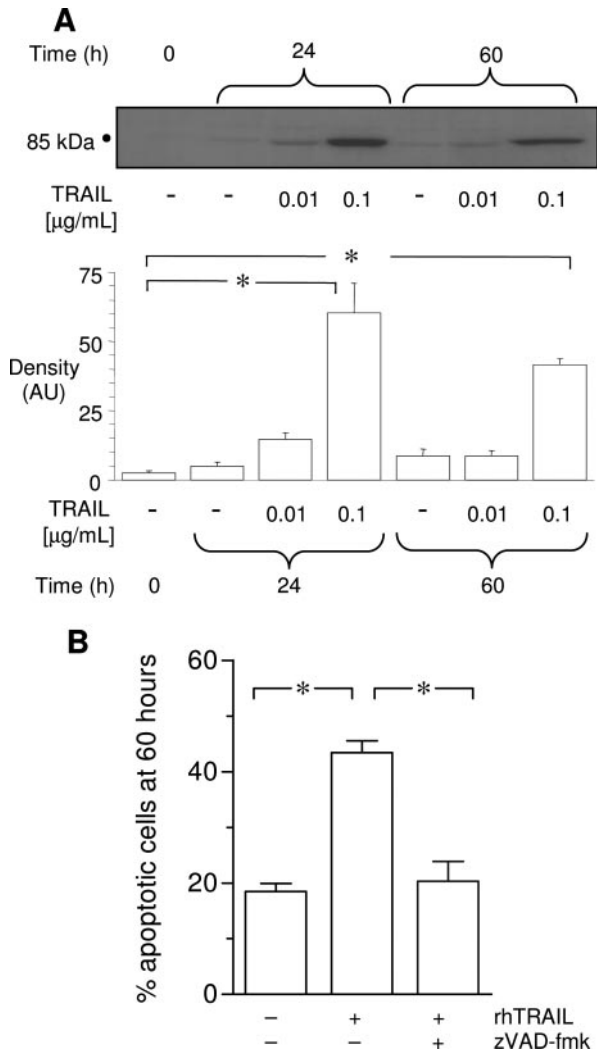 A
Time (h) 0 24 60
85 kDa •
TRAIL - - 0.01 0.1 - 0.01 0.1
[µg/mL]
*
*
75
50
Density
(AU)
25
0
TRAIL - - 0.01 0.1 - 0.01 0.1
[µg/mL]
Time (h) 0 24 60
B
% apoptotic cells at 60 hours
60
* *
40
20
0
– + + rhTRAIL
– – + zVAD-fmk